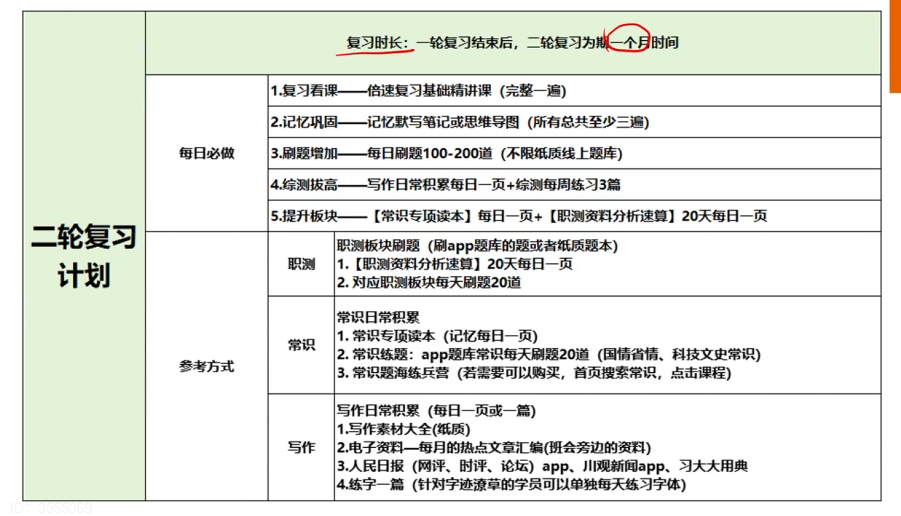 复习时长：一轮复习结束后，二轮复习为期一个月时间
二轮复习
计划
每日必做
1.复习看课——倍速复习基础精讲课（完整一遍)
2.记忆巩固——记忆默写笔记或思维导图（所有总共至少三遍)
3.刷题增加——每日刷题100-200道（不限纸质线上题库)
4.综测拔高——写作日常积累每日一页+综测每周练习3篇
5.提升板块——【常识专项读本】每日一页+【职测资料分析速算】20天每日一页
参考方式
职测
职测板块刷题（刷app题库的题或者纸质题本)
1.【职测资料分析速算】20天每日一页
2. 对应职测板块每天刷题20道
常识
常识日常积累
1. 常识专项读本（记忆每日一页)
2. 常识练题：app题库常识每天刷题20道（国情省情、科技文史常识)
3. 常识题海练兵营（若需要可以购买，首页搜索常识，点击课程)
写作
写作日常积累（每日一页或一篇)
1.写作素材大全(纸质)
2.电子资料—每月的热点文章汇编(班会旁边的资料)
3.人民日报（网评、时评、论坛）app、川观新闻app、习大大用典
4.练字一篇（针对字迹潦草的学员可以单独每天练习字体)
ID：3555369